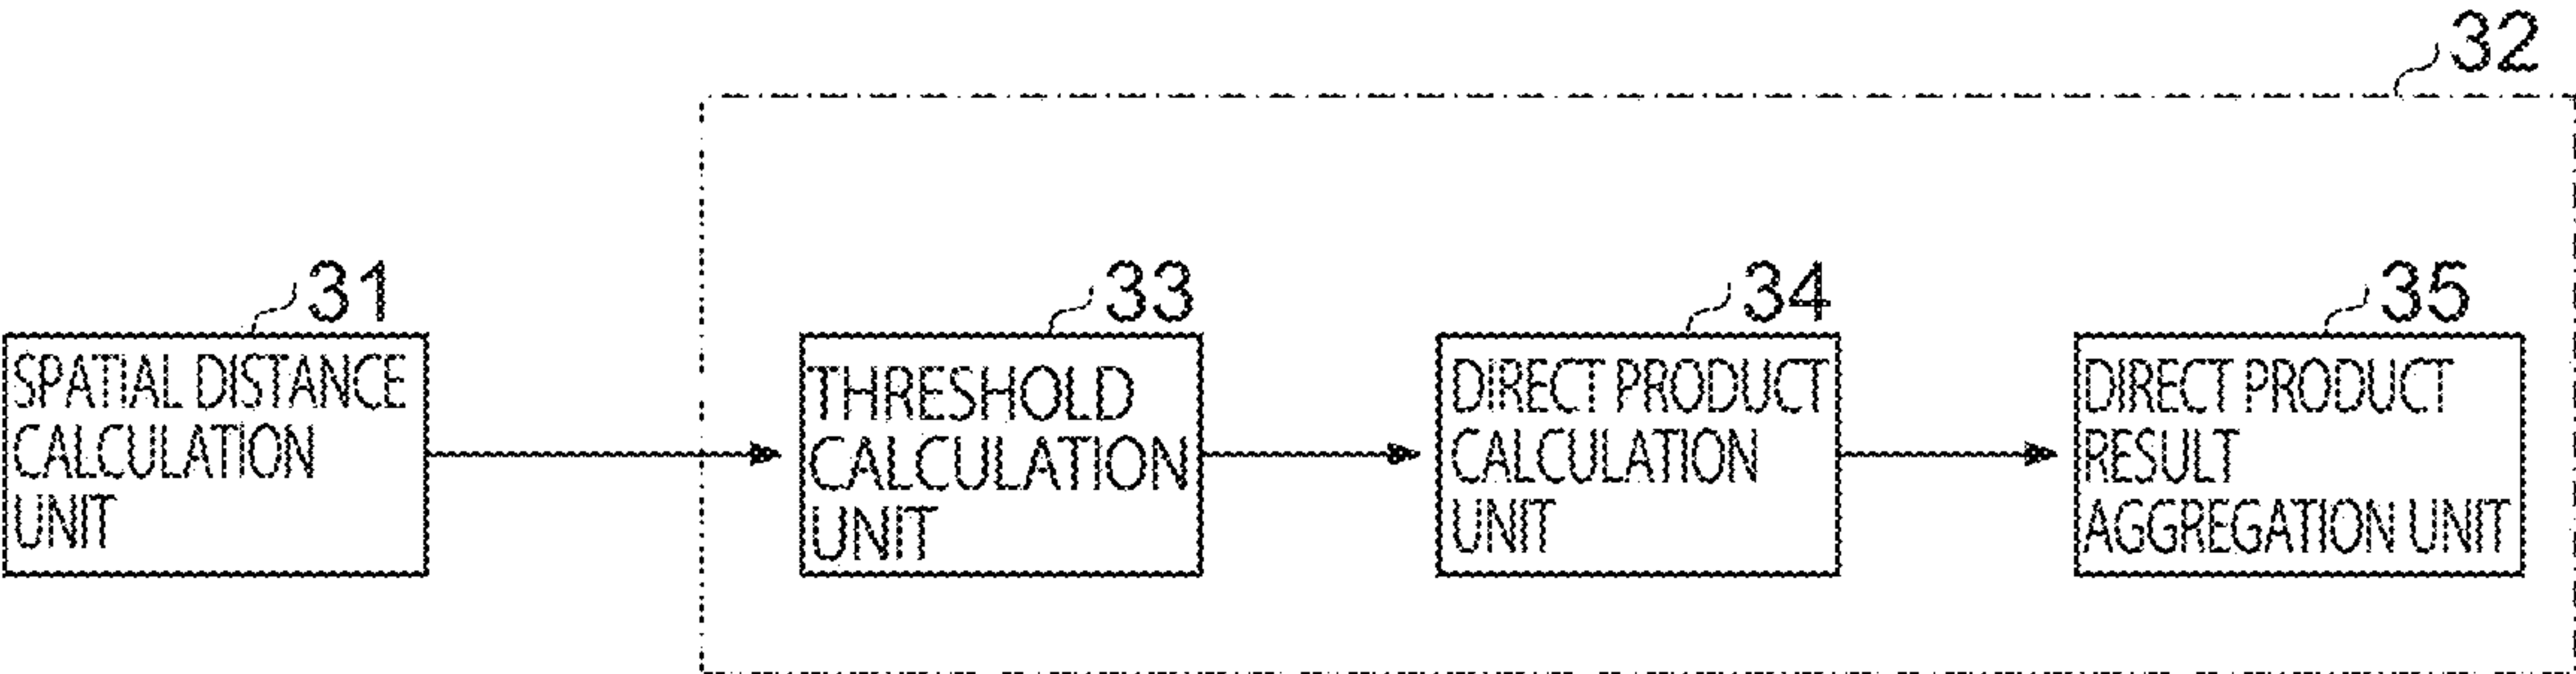 32
31
SPATIAL DISTANCE
CALCULATION
UNIT
33
THRESHOLD
CALCULATION
UNIT
34
DIRECT PRODUCT
CALCULATION
UNIT
35
DIRECT PRODUCT
RESULT
AGGREGATION UNIT